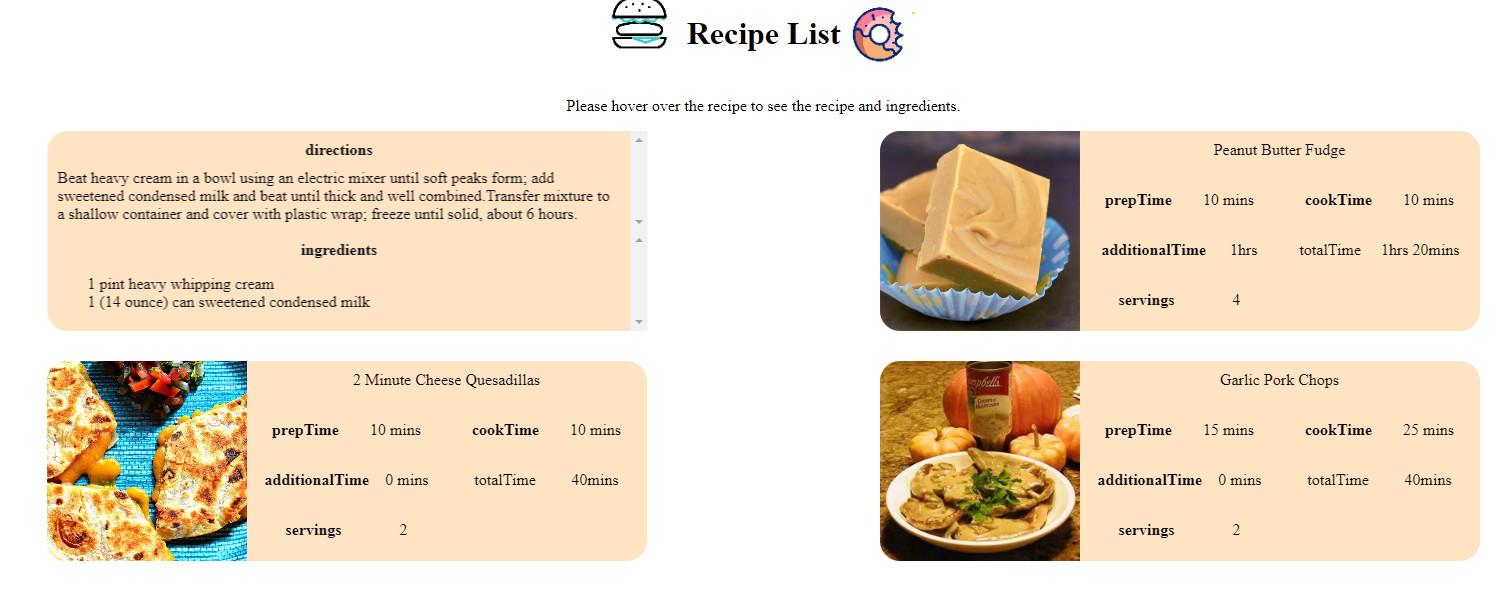 Recipe List
Please hover over the recipe to see the recipe and ingredients.
directions
Beat heavy cream in a bowl using an electric mixer until soft peaks form; add
sweetened condensed milk and beat until thick and well combined.Transfer mixture to
a shallow container and cover with plastic wrap; freeze until solid, about 6 hours.
ingredients
1 pint heavy whipping cream
1 (14 ounce) can sweetened condensed milk
Peanut Butter Fudge
prepTime 10 mins cookTime 10 mins
additionalTime 1hrs totalTime 1hrs 20mins
servings 4
2 Minute Cheese Quesadillas
prepTime 10 mins cookTime 10 mins
additionalTime 0 mins totalTime 40mins
servings 2
Campbell's
Cream of
Mushroom
Garlic Pork Chops
prepTime 15 mins cookTime 25 mins
additionalTime 0 mins totalTime 40mins
servings 2